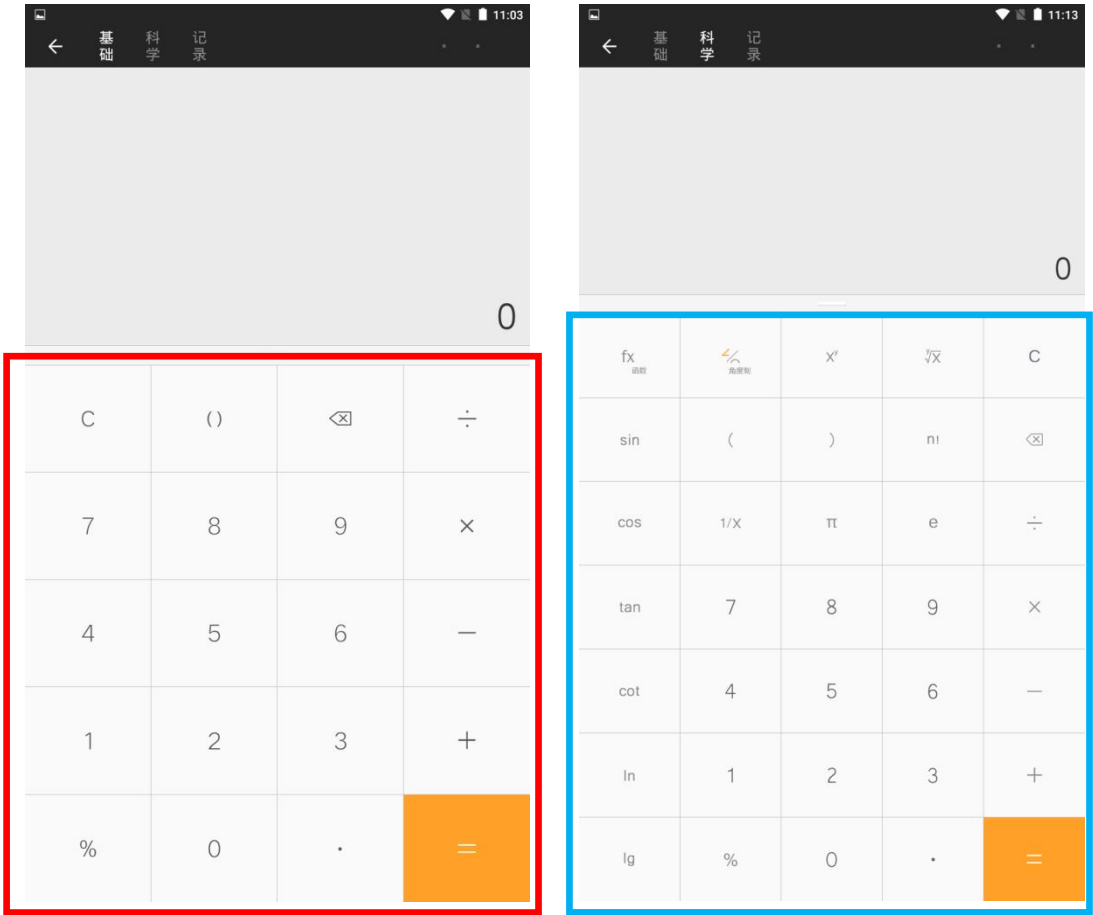 11:03
基础 科学 记录
0
C () ÷
7 8 9 ×
4 5 6 −
1 2 3 +
% 0 . =
11:13
基础 科学 记录
0
fx 函数 角度制 xʸ ʸ√x C
sin ( ) n!
cos 1/X π e ÷
tan 7 8 9 ×
cot 4 5 6 −
ln 1 2 3 +
lg % 0 . =